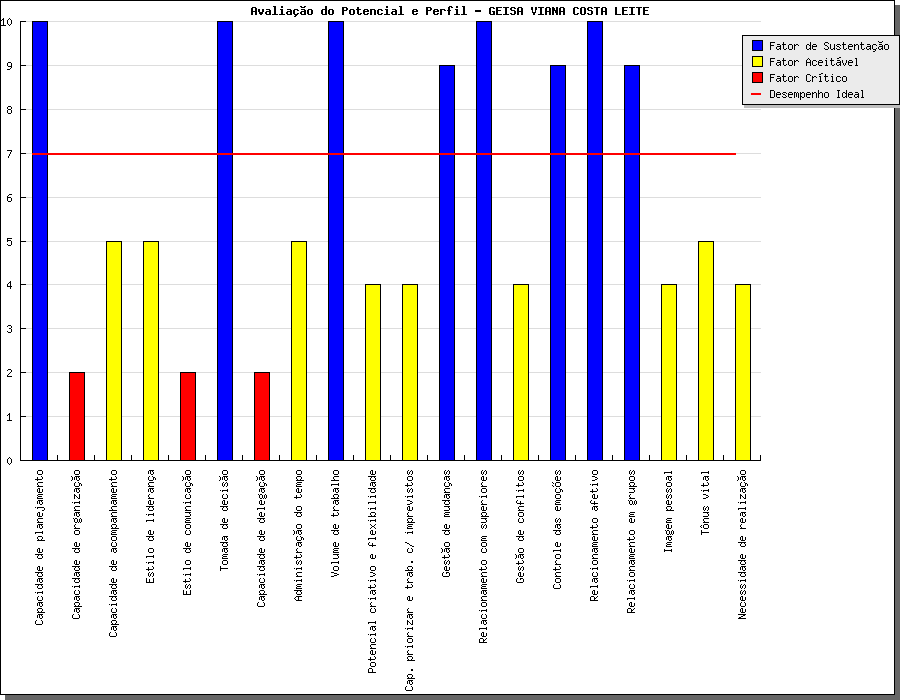 Avaliação do Potencial e Perfil - GEISA VIANA COSTA LEITE
Fator de Sustentação
Fator Aceitável
Fator Crítico
Desempenho Ideal
10
9
8
7
6
5
4
3
2
1
0
Capacidade de planejamento
Capacidade de organização
Capacidade de acompanhamento
Estilo de liderança
Estilo de comunicação
Tomada de decisão
Capacidade de delegação
Administração do tempo
Volume de trabalho
Potencial criativo e flexibilidade
Cap. priorizar e trab. c/ imprevistos
Gestão de mudanças
Relacionamento com superiores
Gestão de conflitos
Controle das emoções
Relacionamento afetivo
Relacionamento em grupos
Imagem pessoal
Tônus vital
Necessidade de realização